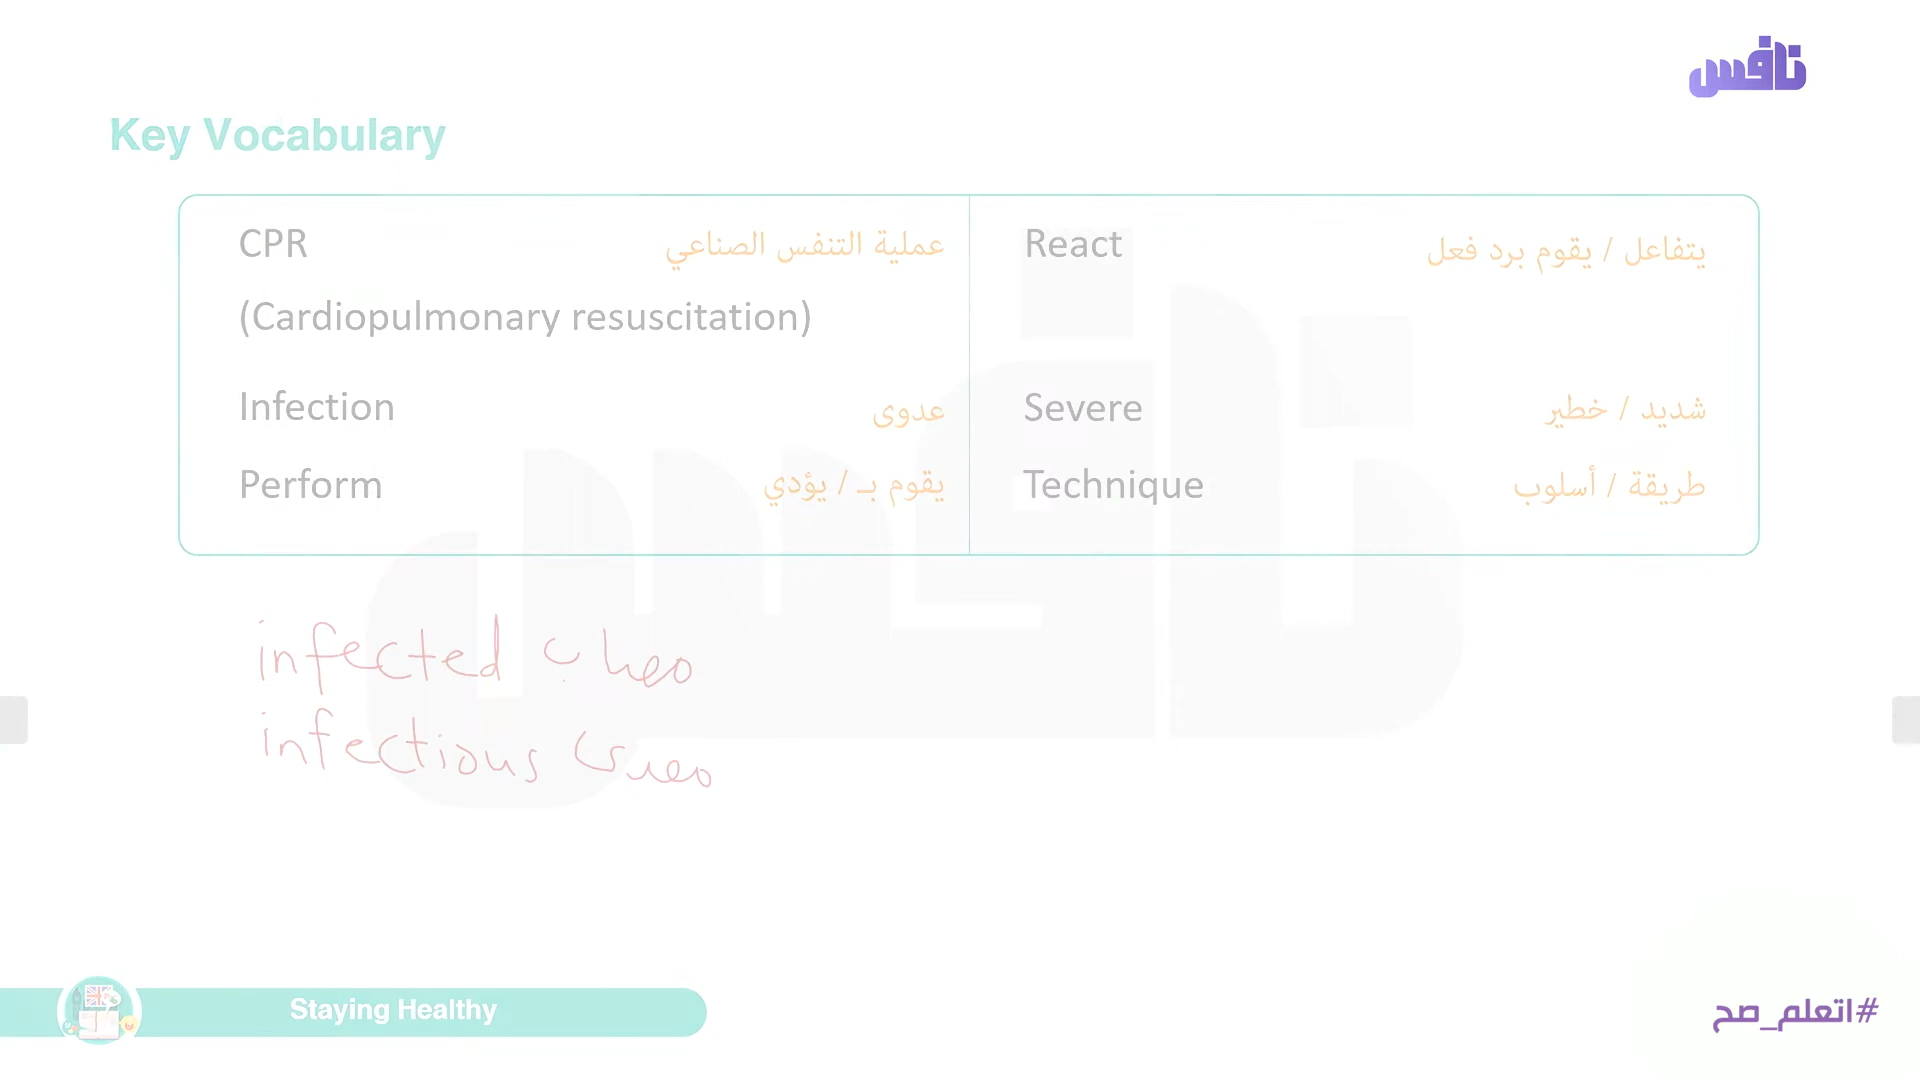 نافس
Key Vocabulary
CPR عملية التنفس الصناعي
(Cardiopulmonary resuscitation)
React يتفاعل / يقوم برد فعل
Infection عدوى
Severe شديد / خطير
Perform يقوم بـ / يؤدي
Technique طريقة / أسلوب
infected مصاب
infectious معدى
Staying Healthy
#اتعلم_صح